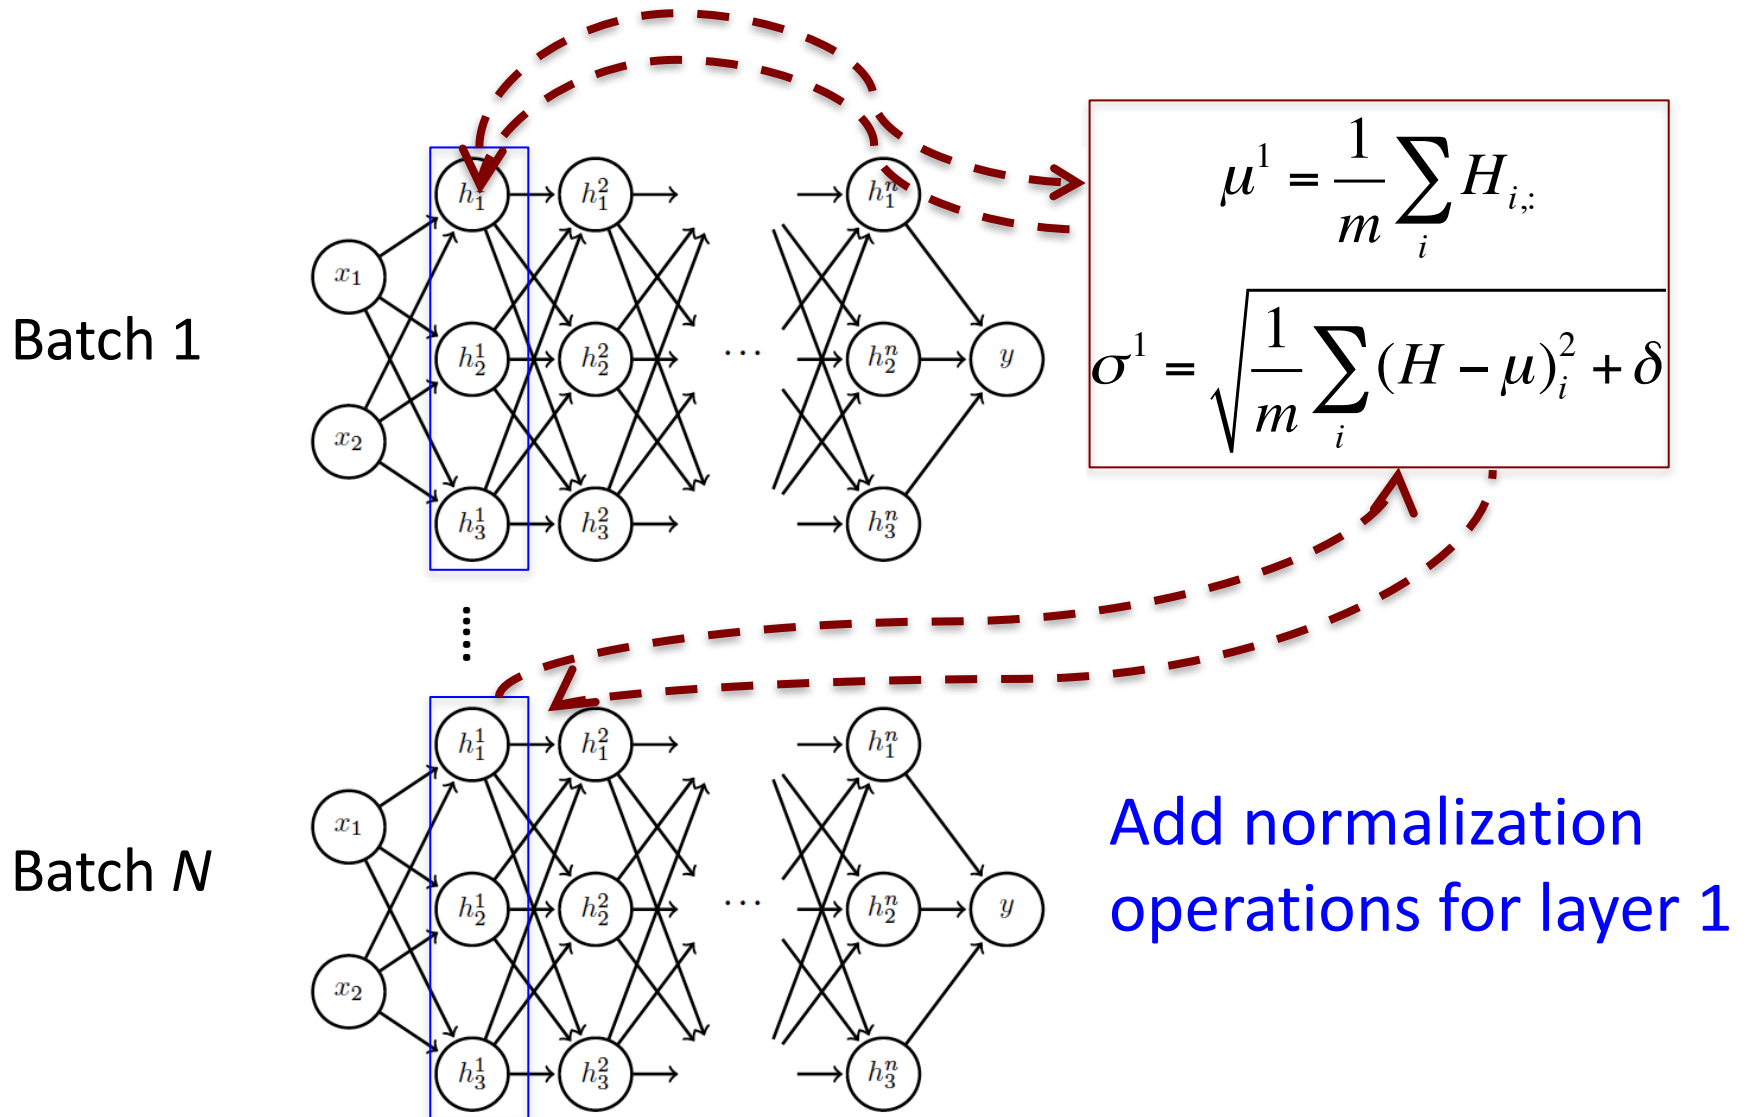 Batch 1
x₁
x₂
h₁¹
h₂¹
h₃¹
h₁²
h₂²
h₃²
...
h₁ⁿ
h₂ⁿ
h₃ⁿ
y
μ¹ = 1/m ∑ᵢ H_{i,:}
σ¹ = √(1/m ∑ᵢ (H − μ)ᵢ² + δ)
......
Batch N
x₁
x₂
h₁¹
h₂¹
h₃¹
h₁²
h₂²
h₃²
...
h₁ⁿ
h₂ⁿ
h₃ⁿ
y
Add normalization
operations for layer 1